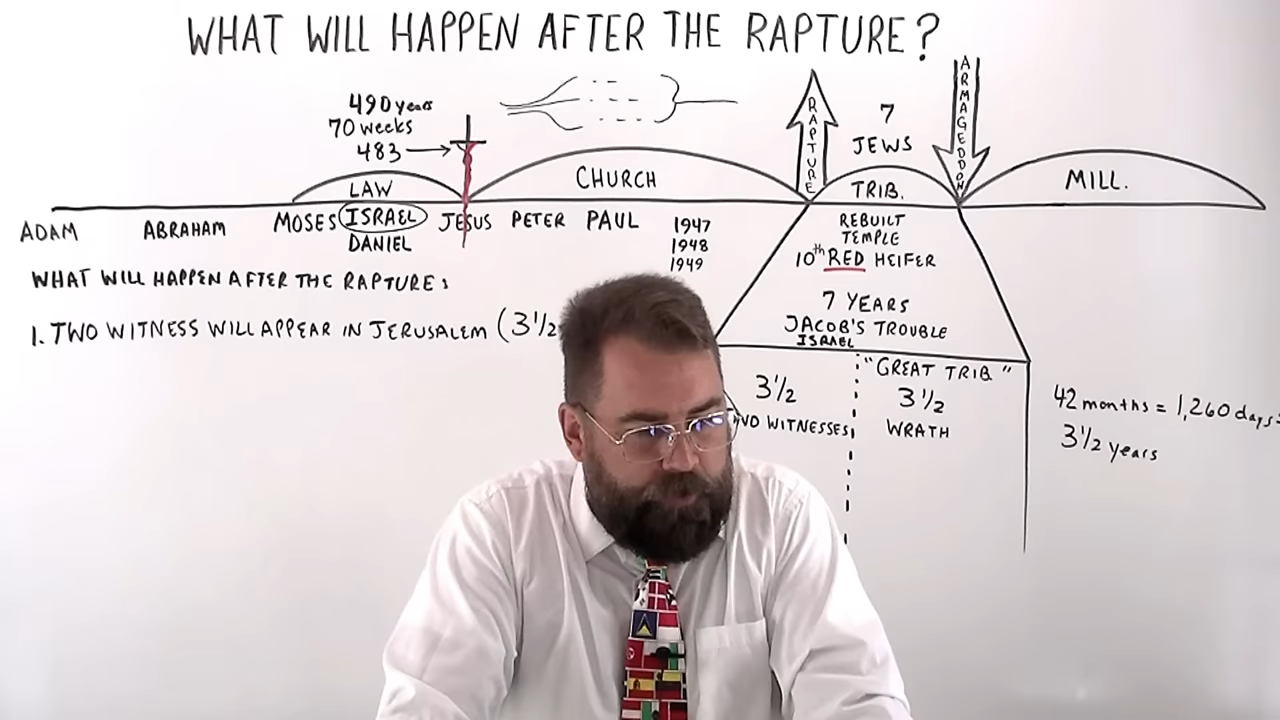 WHAT WILL HAPPEN AFTER THE RAPTURE?
490 years
70 weeks
483
RAPTURE
7
JEWS
ARMAGEDDON
LAW
CHURCH
TRIB.
MILL.
ADAM
ABRAHAM
MOSES
ISRAEL
DANIEL
JESUS
PETER
PAUL
1947
1948
1949
REBUILT
TEMPLE
10th RED HEIFER
7 YEARS
JACOB'S TROUBLE
ISRAEL
WHAT WILL HAPPEN AFTER THE RAPTURE:
1. TWO WITNESS WILL APPEAR IN JERUSALEM (3½
"GREAT TRIB"
3½
WITNESSES
3½
WRATH
42 months = 1,260 days =
3½ years